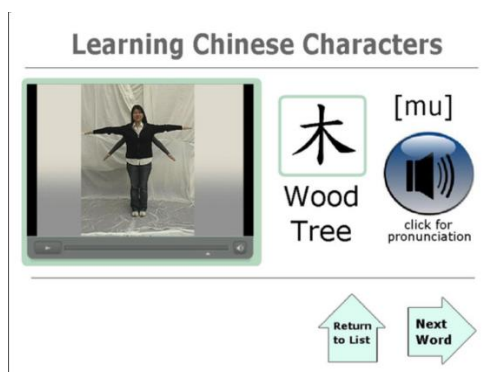 Learning Chinese Characters
木
[mu]
Wood
Tree
click for
pronunciation
Return
to List
Next
Word